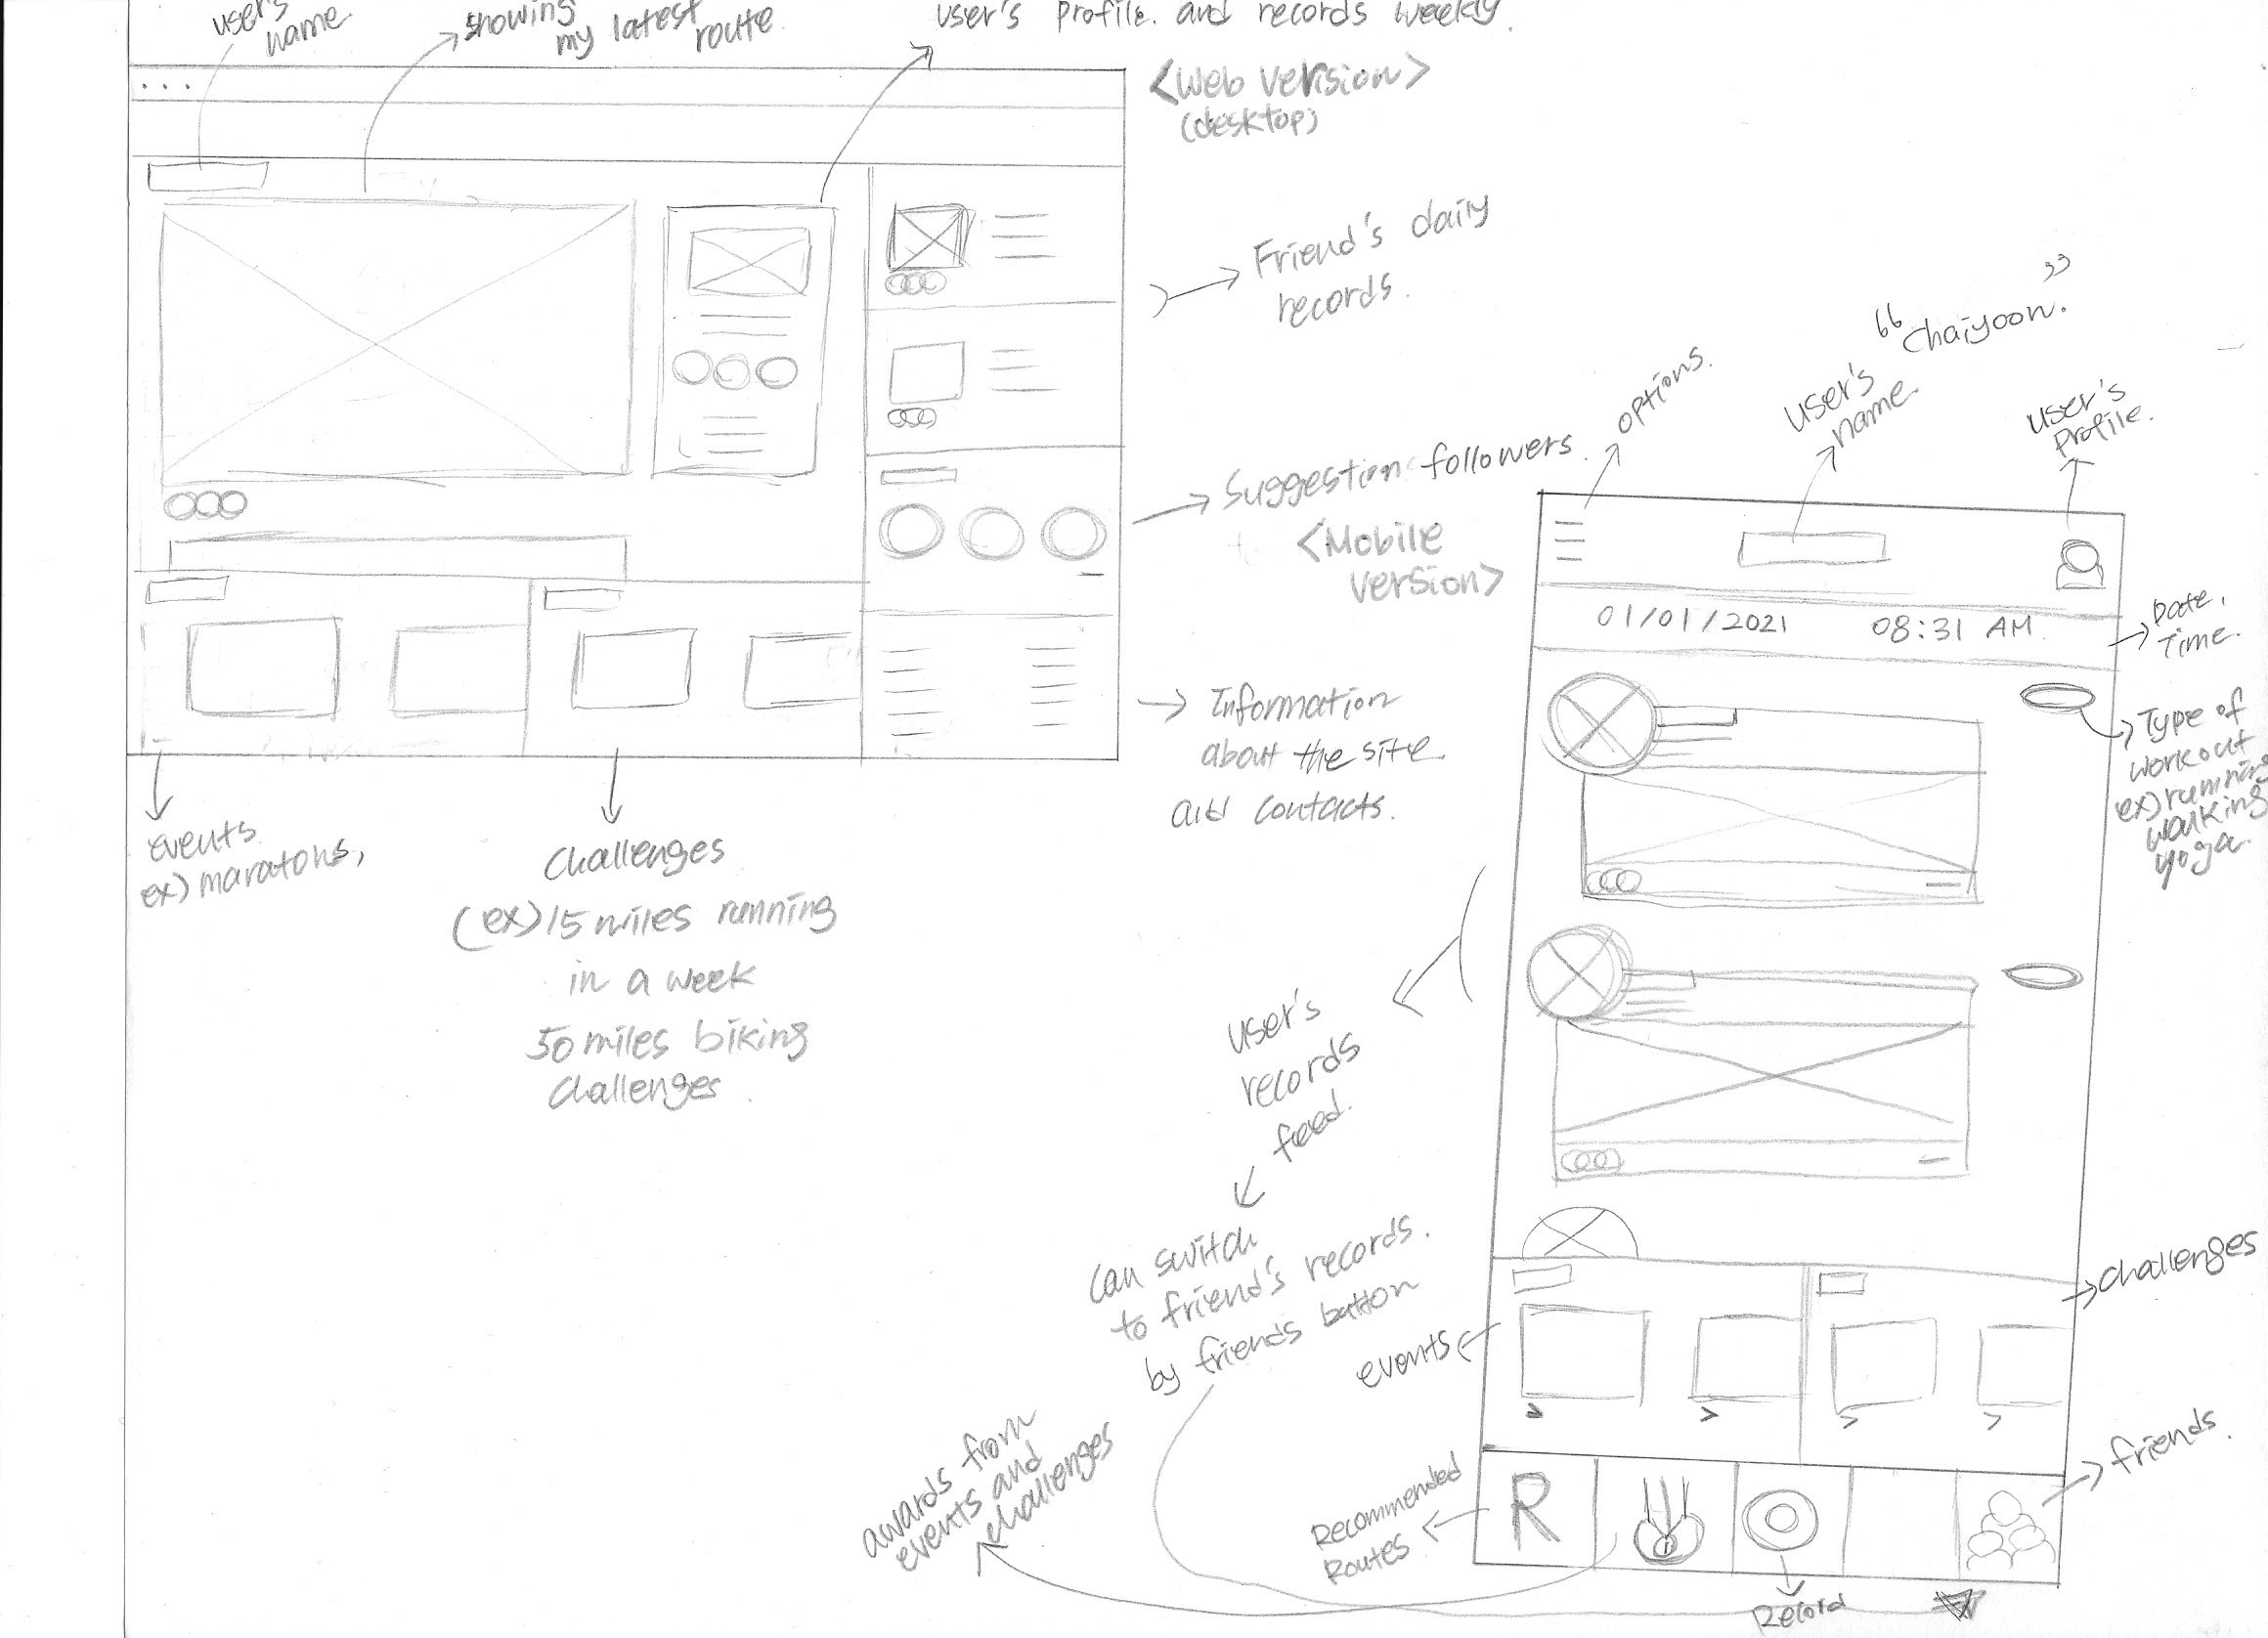 user's
name.
showing
my latest
route.
user's profile. and records weekly.
<Web version>
(desktop)
Friend's daily
records.
Suggestion followers.
Information
about the site
and contacts.
events.
ex) maratons,
Challenges
(ex) 15 miles running
in a week
50 miles biking
challenges.
<Mobile
version>
options.
user's
name.
“Chaiyoon.”
user's
profile.
01/01/2021 08:31 AM.
Date,
Time.
Type of
workout
ex) running
walking
yoga.
user's
records
feed.
Can switch
to friend's records.
by friends button
challenges
events
friends.
Recommended
Routes
R
1
Record
awards from
events and
challenges